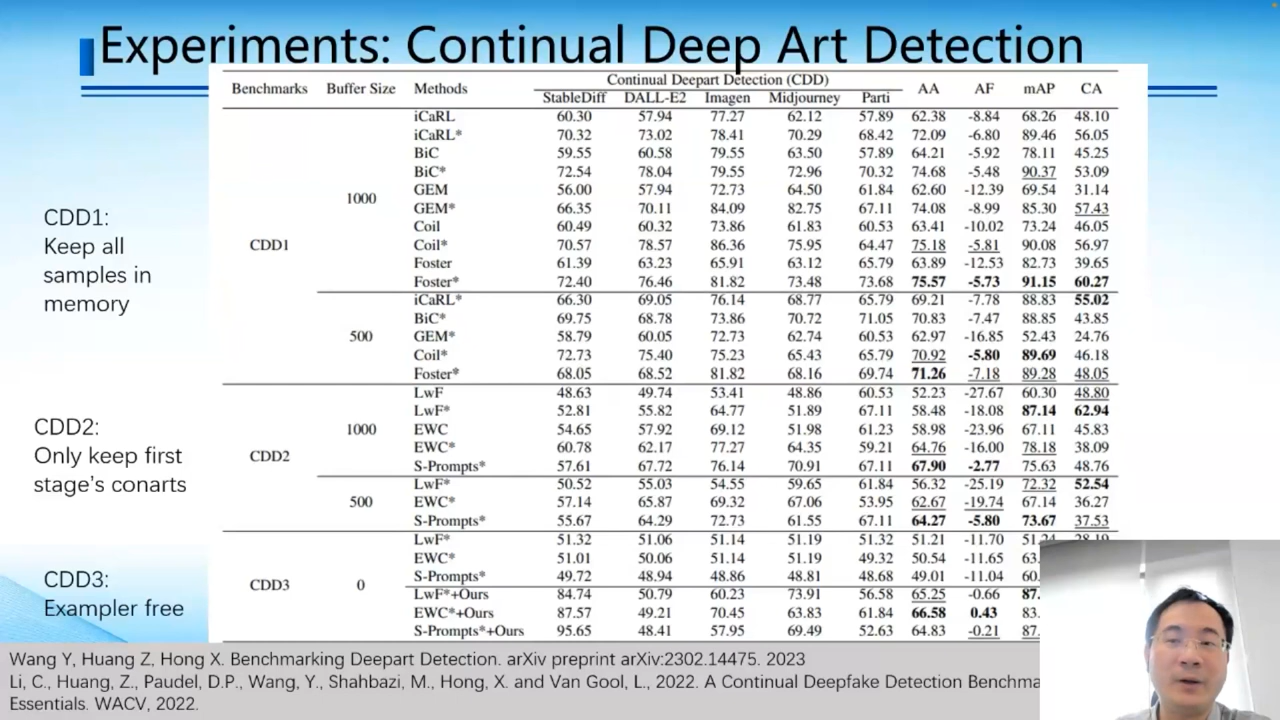 Experiments: Continual Deep Art Detection
Benchmarks Buffer Size Methods Continual Deepart Detection (CDD) AA AF mAP CA
StableDiff DALL-E2 Imagen Midjourney Parti
iCaRL 60.30 57.94 77.27 62.12 57.89 62.38 -8.84 68.26 48.10
iCaRL* 70.32 73.02 78.41 70.29 68.42 72.09 -6.80 89.46 56.05
BiC 59.55 60.58 79.55 63.50 57.89 64.21 -5.92 78.11 45.25
BiC* 72.54 78.04 79.55 72.96 70.32 74.68 -5.48 90.37 53.09
GEM 56.00 57.94 72.73 64.50 61.84 62.60 -12.39 69.54 31.14
1000
GEM* 66.35 70.11 84.09 82.75 67.11 74.08 -8.99 85.30 57.43
Coil 60.49 60.32 73.86 61.83 60.53 63.41 -10.02 73.24 46.05
CDD1 Coil* 70.57 78.57 86.36 75.95 64.47 75.18 -5.81 90.08 56.97
Foster 61.39 63.23 65.91 63.12 65.79 63.89 -12.53 82.73 39.65
Foster* 72.40 76.46 81.82 73.48 73.68 75.57 -5.73 91.15 60.27
iCaRL* 66.30 69.05 76.14 68.77 65.79 69.21 -7.78 88.83 55.02
BiC* 69.75 68.78 73.86 70.72 71.05 70.83 -7.47 88.85 43.85
500 GEM* 58.79 60.05 72.73 62.74 60.53 62.97 -16.85 52.43 24.76
Coil* 72.73 75.40 75.23 65.43 65.79 70.92 -5.80 89.69 46.18
Foster* 68.05 68.52 81.82 68.16 69.74 71.26 -7.18 89.28 48.05
LwF 48.63 49.74 53.41 48.86 60.53 52.23 -27.67 60.30 48.80
LwF* 52.81 55.82 64.77 51.89 67.11 58.48 -18.08 87.14 62.94
1000 EWC 54.65 57.92 69.12 51.98 61.23 58.98 -23.96 67.11 45.83
EWC* 60.78 62.17 77.27 64.35 59.21 64.76 -16.00 78.18 38.09
CDD2
S-Prompts* 57.61 67.72 76.14 70.91 67.11 67.90 -2.77 75.63 48.76
LwF* 50.52 55.03 54.55 59.65 61.84 56.32 -25.19 72.32 52.54
500 EWC* 57.14 65.87 69.32 67.06 53.95 62.67 -19.74 67.14 36.27
S-Prompts* 55.67 64.29 72.73 61.55 67.11 64.27 -5.80 73.67 37.53
LwF* 51.32 51.06 51.14 51.19 51.32 51.21 -11.70
EWC* 51.01 50.06 51.14 51.19 49.32 50.54 -11.65 63.
S-Prompts* 49.72 48.94 48.86 48.81 48.68 49.01 -11.04 60.
CDD3 0
LwF*+Ours 84.74 50.79 60.23 73.91 56.58 65.25 -0.66 87.
EWC*+Ours 87.57 49.21 70.45 63.83 61.84 66.58 0.43 83.
S-Prompts*+Ours 95.65 48.41 57.95 69.49 52.63 64.83 -0.21 87.
CDD1:
Keep all
samples in
memory
CDD2:
Only keep first
stage's conarts
CDD3:
Exampler free
Wang Y, Huang Z, Hong X. Benchmarking Deepart Detection. arXiv preprint arXiv:2302.14475. 2023
Li, C., Huang, Z., Paudel, D.P., Wang, Y., Shahbazi, M., Hong, X. and Van Gool, L., 2022. A Continual Deepfake Detection Benchma
Essentials. WACV, 2022.